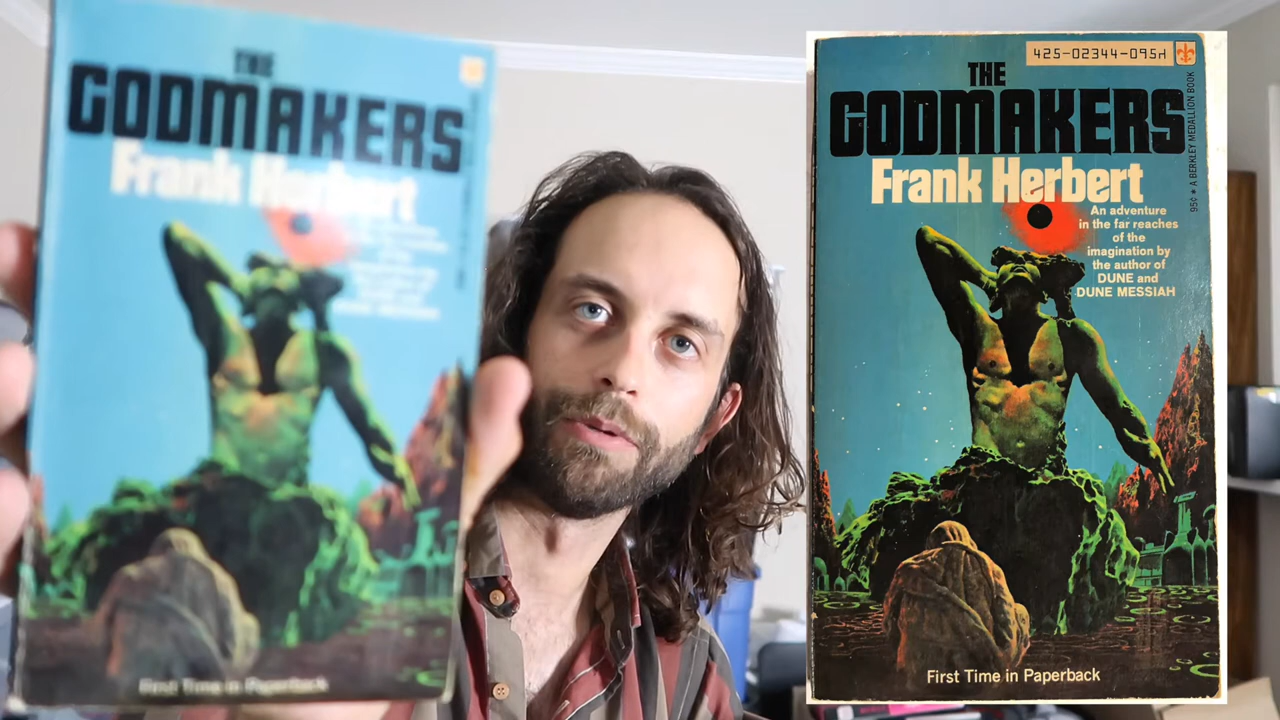 THE
GODMAKERS
Frank Herbert
First Time in Paperback
425-02344-095
THE
GODMAKERS
Frank Herbert
An adventure
in the far reaches
of the
imagination by
the author of
DUNE and
DUNE MESSIAH
95¢ ★ A BERKLEY MEDALLION BOOK
First Time in Paperback